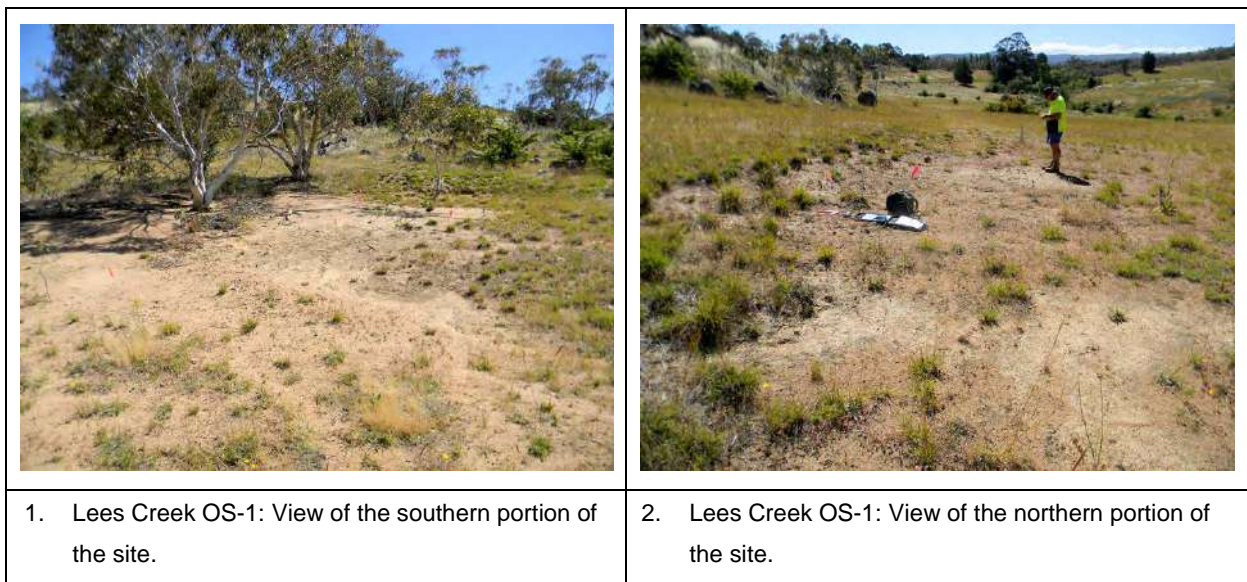 1. Lees Creek OS-1: View of the southern portion of
the site.
2. Lees Creek OS-1: View of the northern portion of
the site.